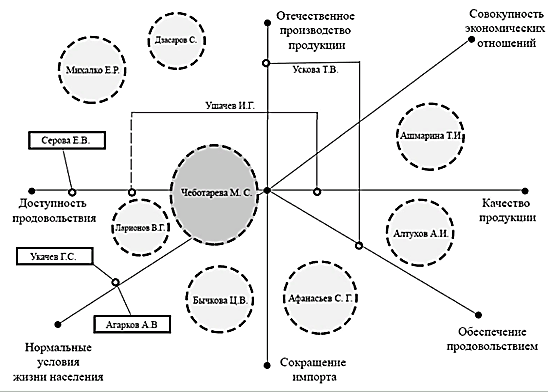 Отечественное
производство
продукции
Совокупность
экономических
отношений
Дзасаров С.
Михалко Е.Р.
Ускова Т.В.
Ушачев И.Г.
Ашмарина Т.И
Серова Е.В.
Чеботарева М. С.
Доступность
продовольствия
Качество
продукции
Ларионов В.Г.
Алтухов А.И.
Укачев Г.С.
Бычкова Ц.В.
Афанасьев С. Г.
Агарков А.В
Обеспечение
продовольствием
Нормальные
условия
жизни населения
Сокращение
импорта